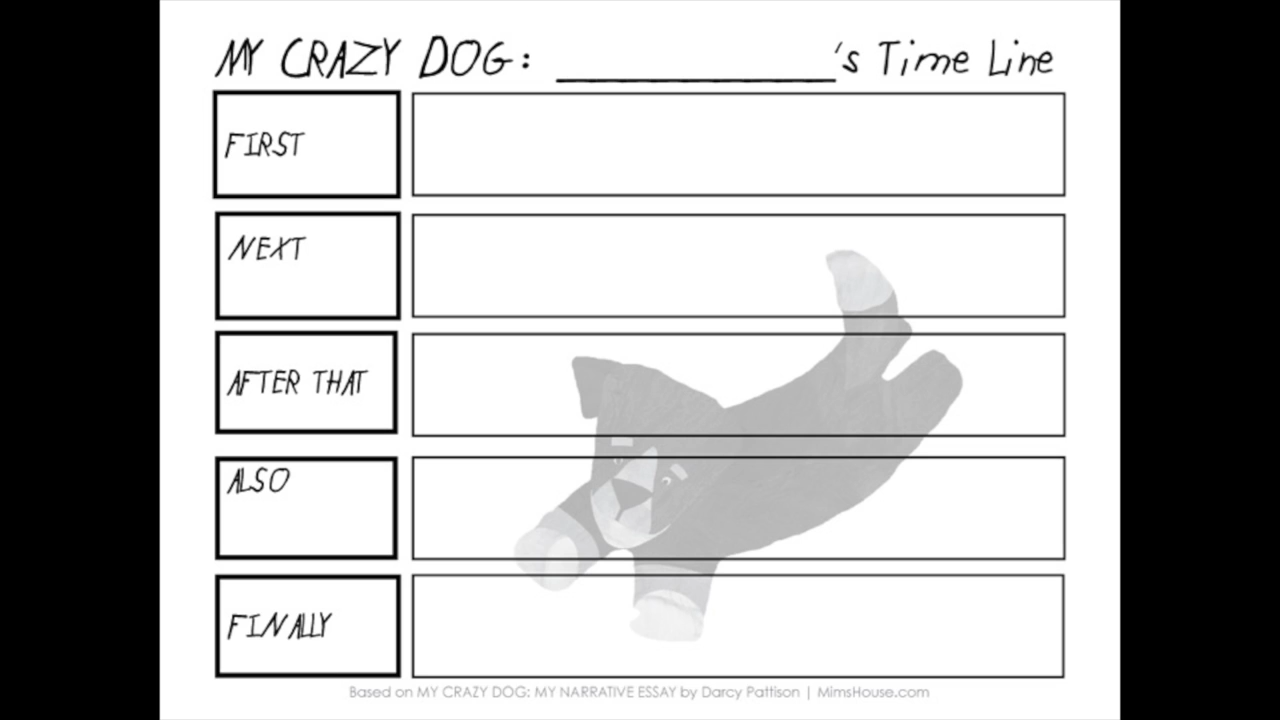 MY CRAZY DOG: ____________'s Time Line
FIRST
NEXT
AFTER THAT
ALSO
FINALLY
Based on MY CRAZY DOG: MY NARRATIVE ESSAY by Darcy Pattison | MimsHouse.com